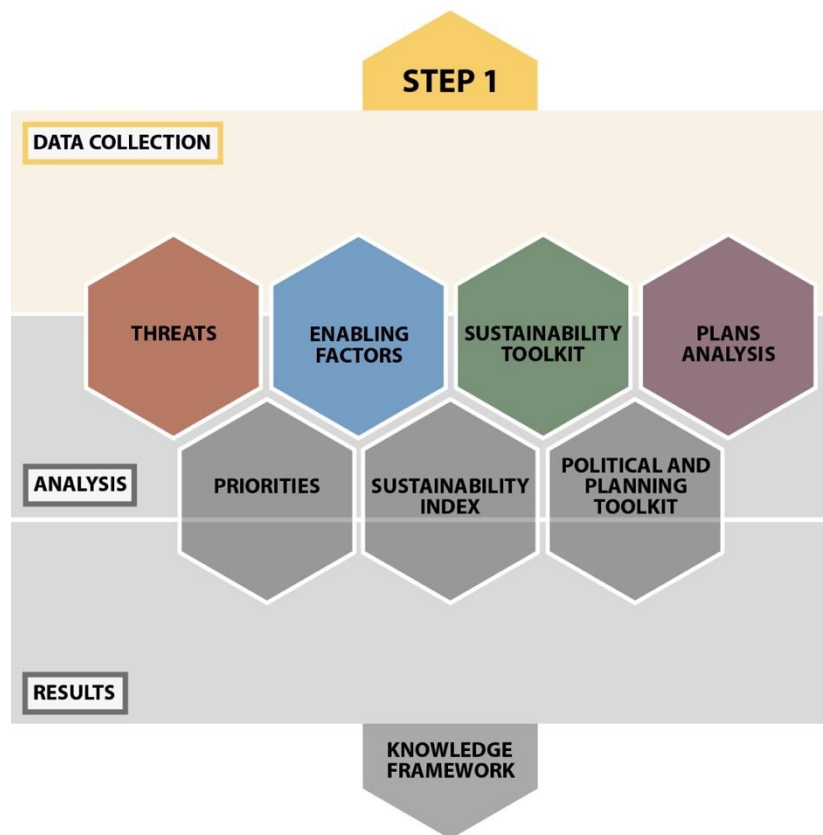 STEP 1
DATA COLLECTION
THREATS
ENABLING
FACTORS
SUSTAINABILITY
TOOLKIT
PLANS
ANALYSIS
ANALYSIS
PRIORITIES
SUSTAINABILITY
INDEX
POLITICAL AND
PLANNING
TOOLKIT
RESULTS
KNOWLEDGE
FRAMEWORK